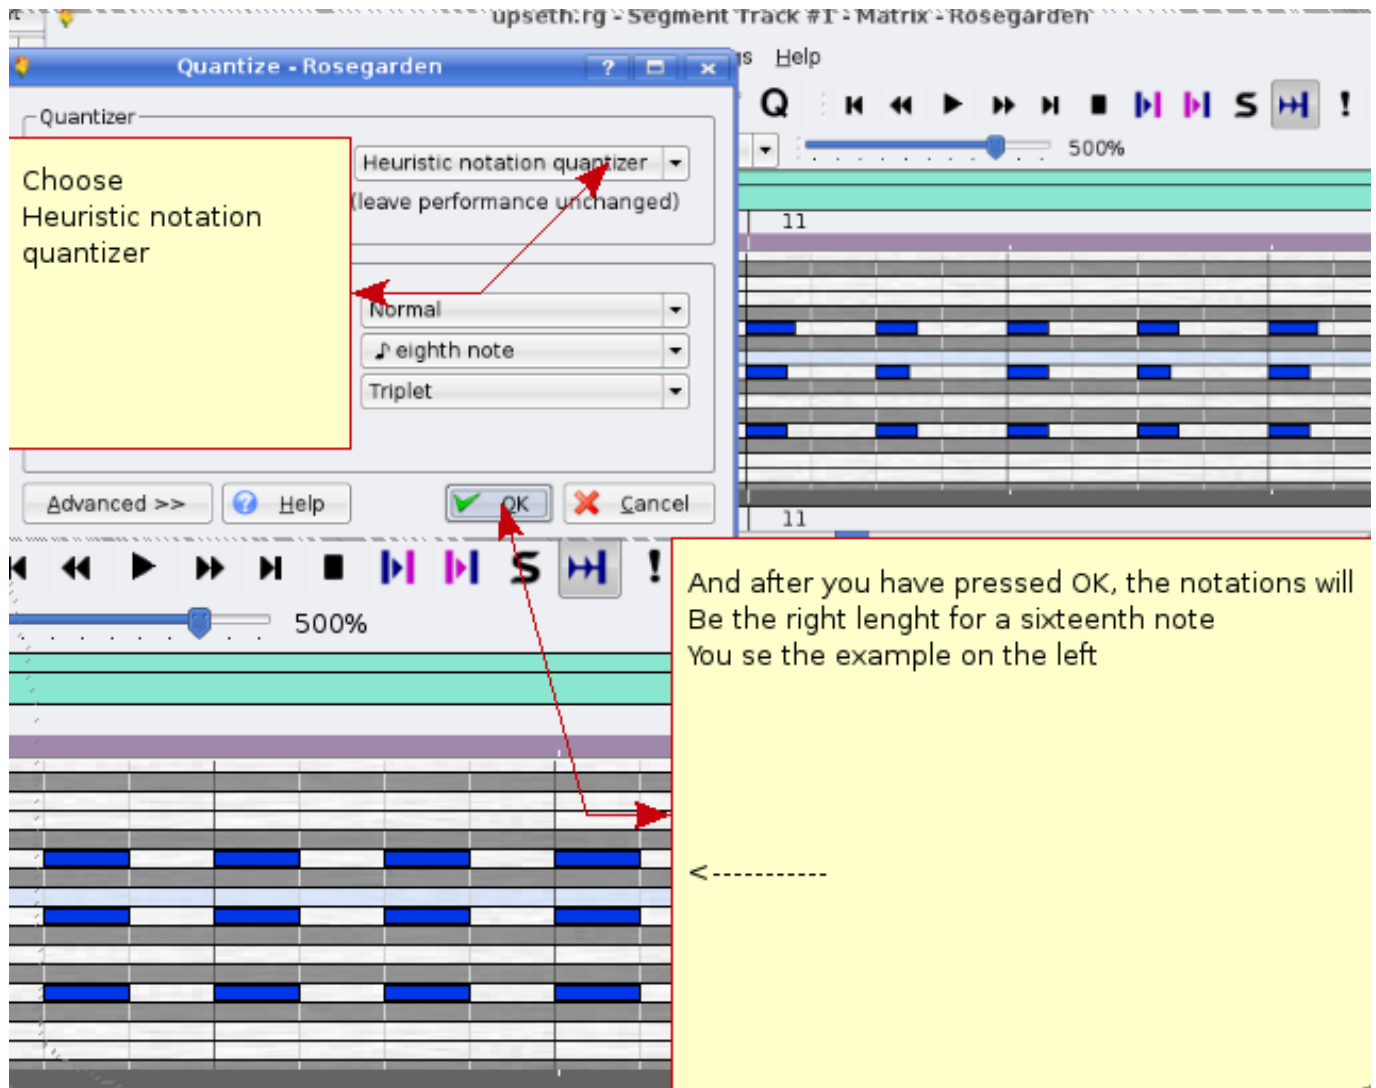 upseth.rg - Segment Track #1 - Matrix - Rosegarden
Quantize - Rosegarden
Help
Quantizer
Q
S
!
500%
Choose
Heuristic notation
quantizer
Heuristic notation quantizer
(leave performance unchanged)
11
Normal
eighth note
Triplet
Advanced >>
Help
OK
Cancel
11
S
!
500%
And after you have pressed OK, the notations will
Be the right lenght for a sixteenth note
You se the example on the left
<-----------